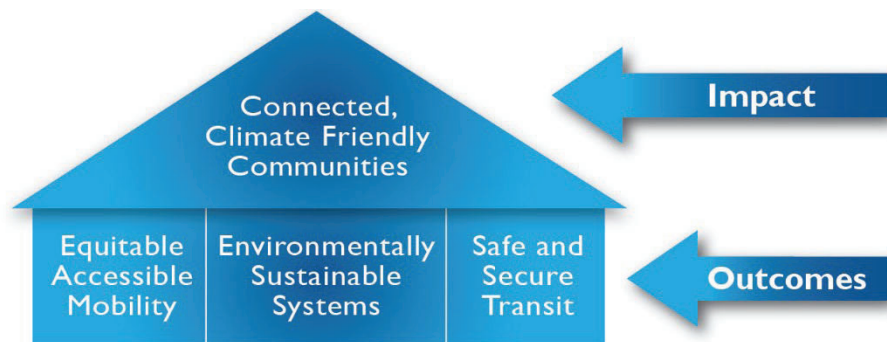 Connected,
Climate Friendly
Communities
Impact
Equitable
Accessible
Mobility
Environmentally
Sustainable
Systems
Safe and
Secure
Transit
Outcomes